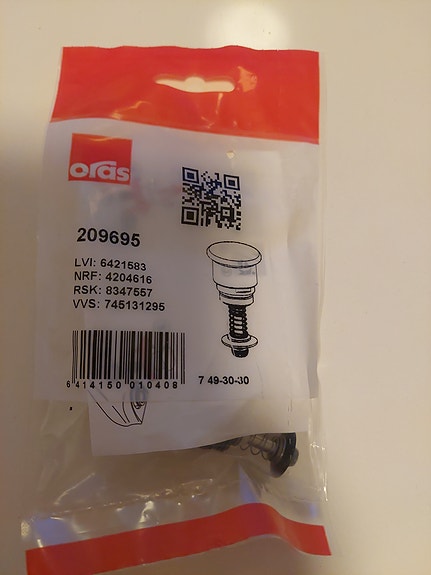 oras
209695
LVI: 6421583
NRF: 4204616
RSK: 8347557
VVS: 745131295
6 414150 010408
7 49-30-30